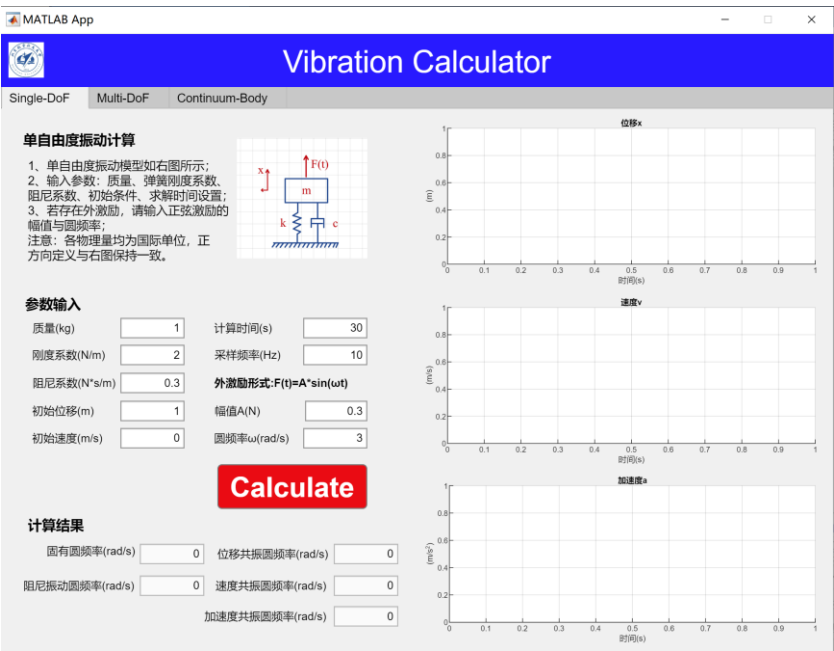 MATLAB App
Vibration Calculator
Single-DoF Multi-DoF Continuum-Body
单自由度振动计算
1、单自由度振动模型如右图所示；
2、输入参数：质量、弹簧刚度系数、
阻尼系数、初始条件、求解时间设置；
3、若存在外激励，请输入正弦激励的
幅值与圆频率；
注意：各物理量均为国际单位，正
方向定义与右图保持一致。
x
F(t)
m
k
c
参数输入
质量(kg) 1 计算时间(s) 30
刚度系数(N/m) 2 采样频率(Hz) 10
阻尼系数(N*s/m) 0.3 外激励形式:F(t)=A*sin(ωt)
初始位移(m) 1 幅值A(N) 0.3
初始速度(m/s) 0 圆频率ω(rad/s) 3
Calculate
计算结果
固有圆频率(rad/s) 0 位移共振圆频率(rad/s) 0
阻尼振动圆频率(rad/s) 0 速度共振圆频率(rad/s) 0
加速度共振圆频率(rad/s) 0
位移x
1
0.8
0.6
0.4
0.2
0
(m)
0 0.1 0.2 0.3 0.4 0.5 0.6 0.7 0.8 0.9 1
时间(s)
速度v
1
0.8
0.6
0.4
0.2
0
(m/s)
0 0.1 0.2 0.3 0.4 0.5 0.6 0.7 0.8 0.9 1
时间(s)
加速度a
1
0.8
0.6
0.4
0.2
0
(m/s²)
0 0.1 0.2 0.3 0.4 0.5 0.6 0.7 0.8 0.9 1
时间(s)